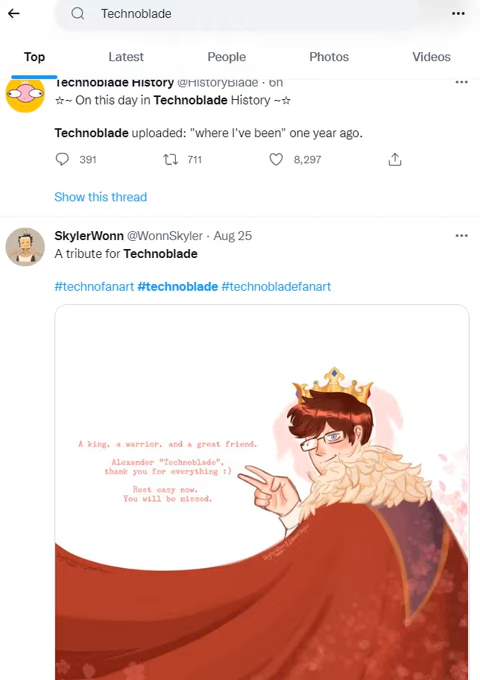 Technoblade
Top
Latest
People
Photos
Videos
Technoblade History @HistoryBlade · 6h
☆~ On this day in Technoblade History ~☆
Technoblade uploaded: "where I've been" one year ago.
391
711
8,297
Show this thread
SkylerWonn @WonnSkyler · Aug 25
A tribute for Technoblade
#technofanart #technoblade #technobladefanart
A king, a warrior, and a great friend.
Alexander "Technoblade",
thank you for everything :)
Rest easy now.
You will be missed.